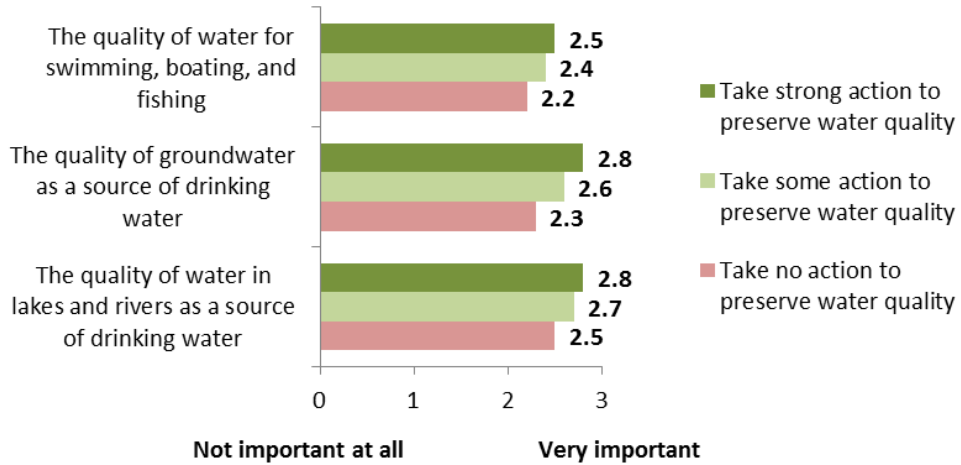 The quality of water for
swimming, boating, and
fishing
2.5
2.4
2.2
The quality of groundwater
as a source of drinking
water
2.8
2.6
2.3
The quality of water in
lakes and rivers as a source
of drinking water
2.8
2.7
2.5
0 1 2 3
Not important at all Very important
Take strong action to
preserve water quality
Take some action to
preserve water quality
Take no action to
preserve water quality